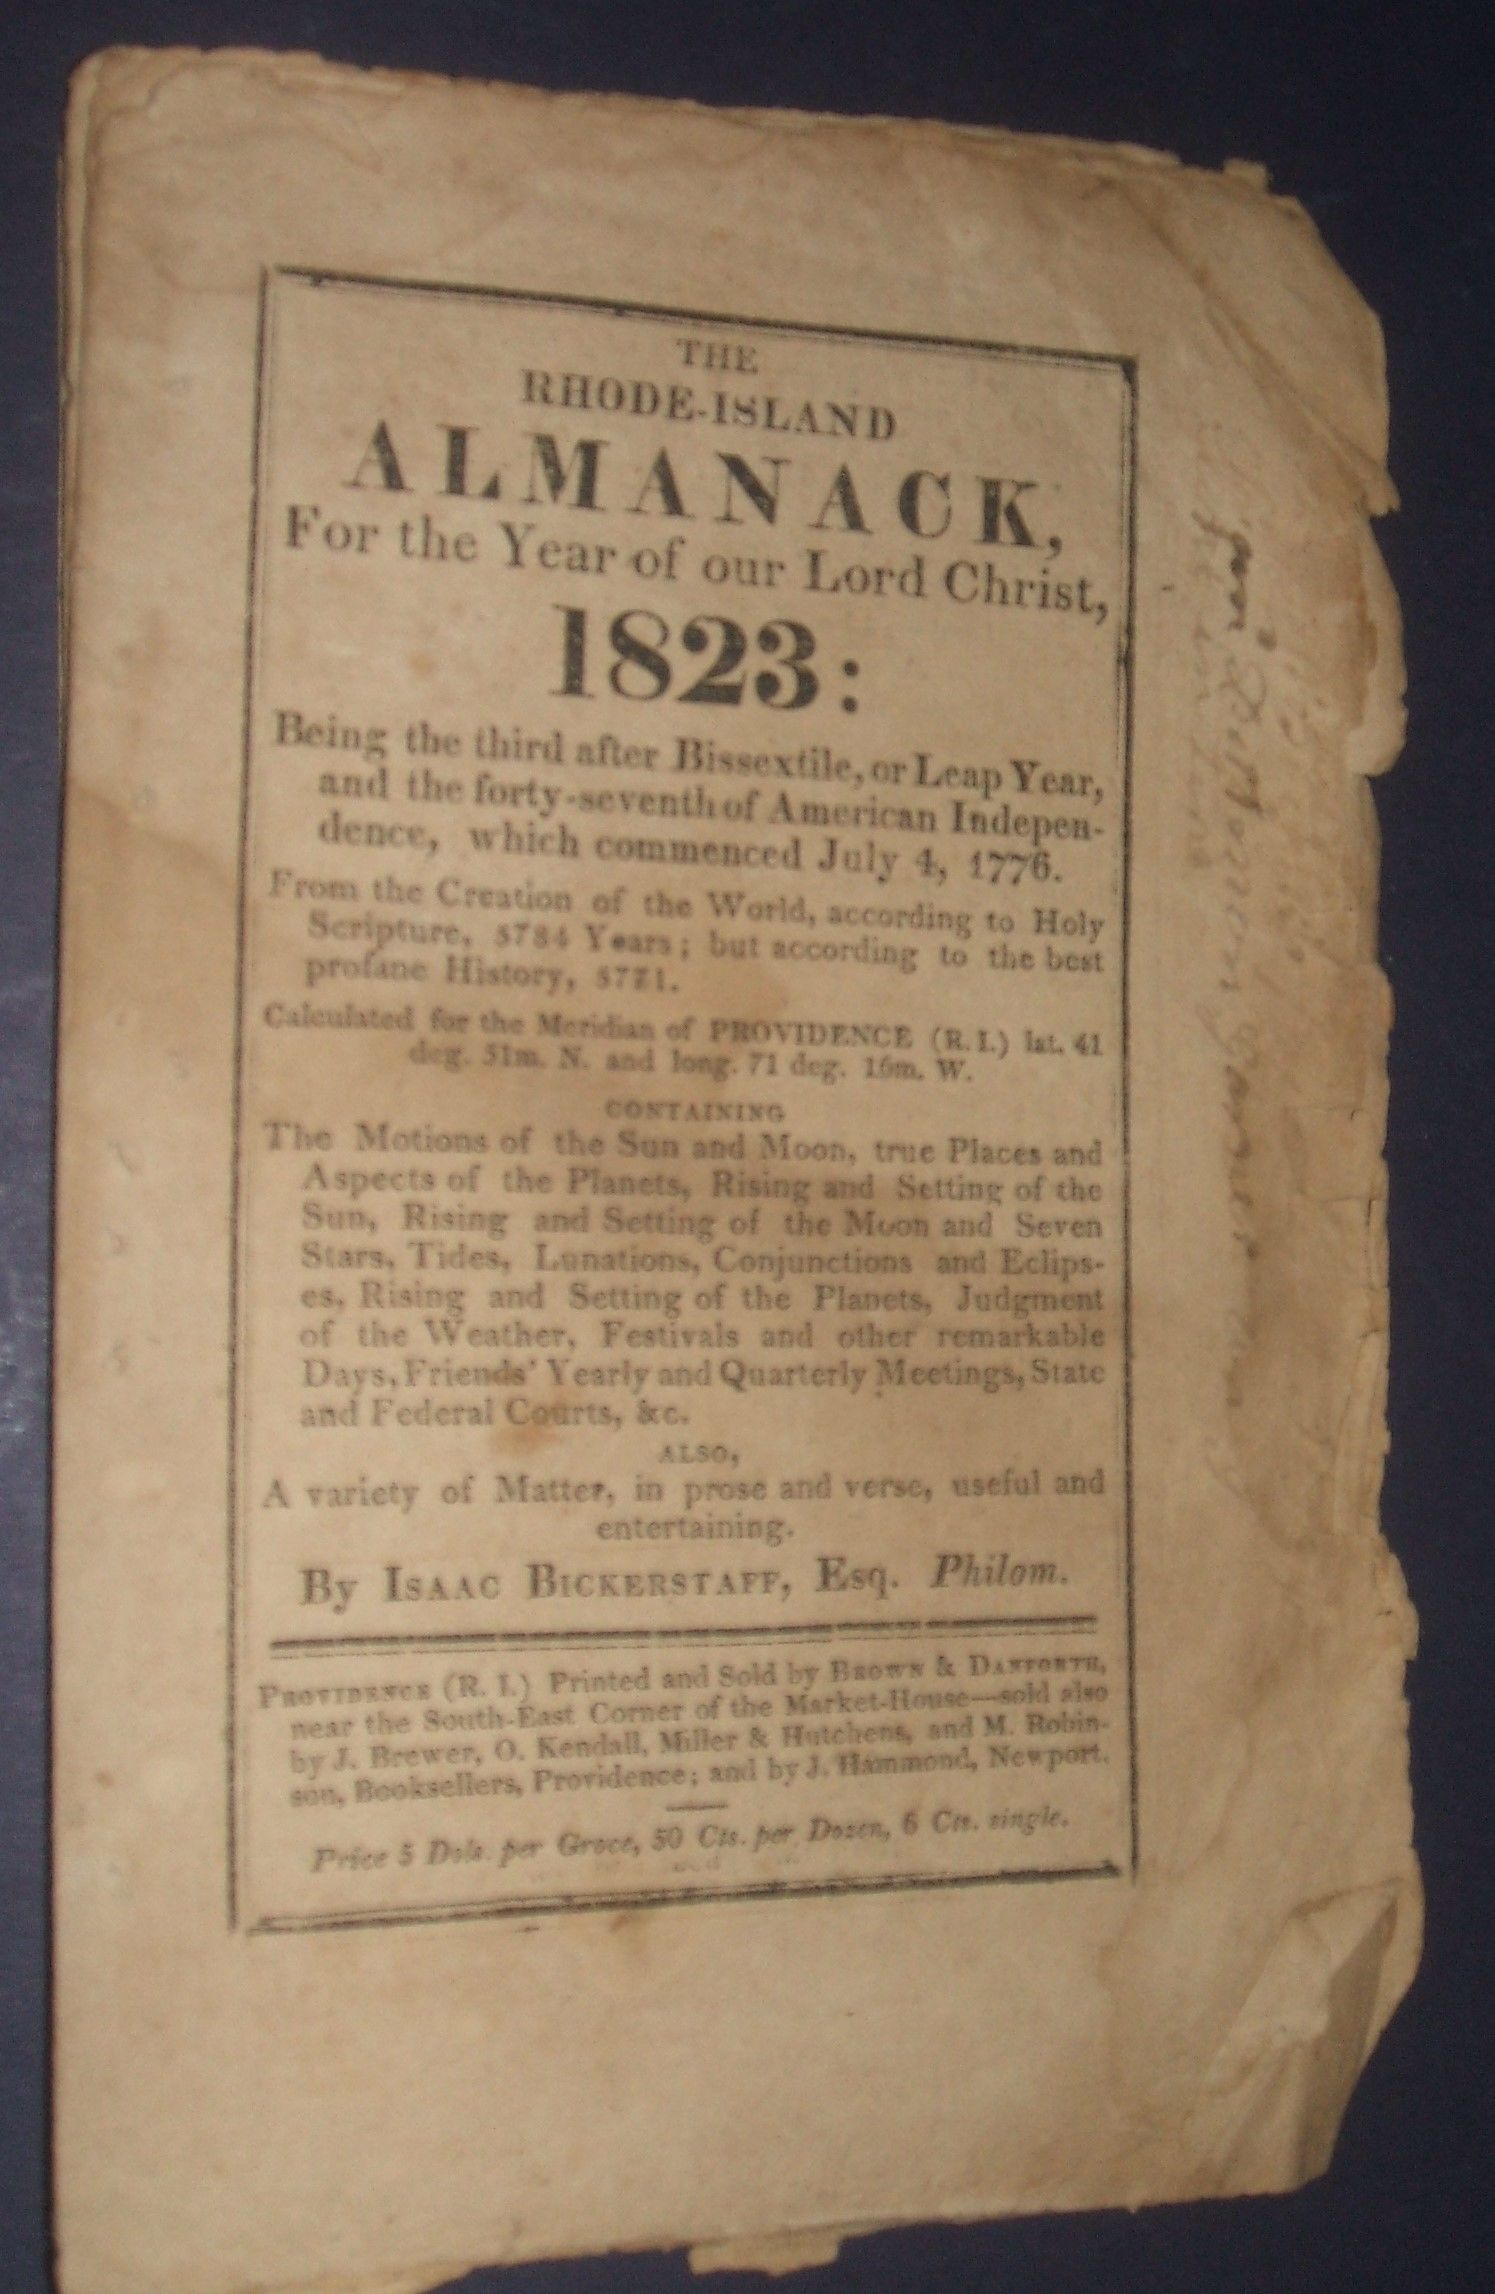 THE
RHODE-ISLAND
ALMANACK,
For the Year of our Lord Christ,
1823:
Being the third after Bissextile, or Leap Year,
and the forty-seventh of American Indepen-
dence, which commenced July 4, 1776.
From the Creation of the World, according to Holy
Scripture, 5784 Years; but according to the best
profane History,
Calculated for the Meridian of PROVIDENCE (R. I.) lat. 41
deg. 51m. N. and long. 71 deg. 16m. W.
CONTAINING
The Motions of the Sun and Moon, true Places and
Aspects of the Planets, Rising and Setting of the
Sun, Rising and Setting of the Moon and Seven
Stars, Tides, Lunations, Conjunctions and Eclips-
es, Rising and Setting of the Planets, Judgment
of the Weather, Festivals and other remarkable
Days, Friends' Yearly and Quarterly Meetings, State
and Federal Courts, &c.
ALSO,
A variety of Matter, in prose and verse, useful and
entertaining.
By ISAAC BICKERSTAFF, Esq. Philom.
PROVIDENCE (R. I.) Printed and Sold by BROWN & DANFORTH,
near the South-East Corner of the Market-House—sold also
by J. Brewer, O. Kendall, Miller & Hutchens, and M. Robin-
son, Booksellers, Providence; and by J. Hammond, Newport.
Price 5 Dols. per Groce, 50 Cts. per Dozen, 6 Cts. single.